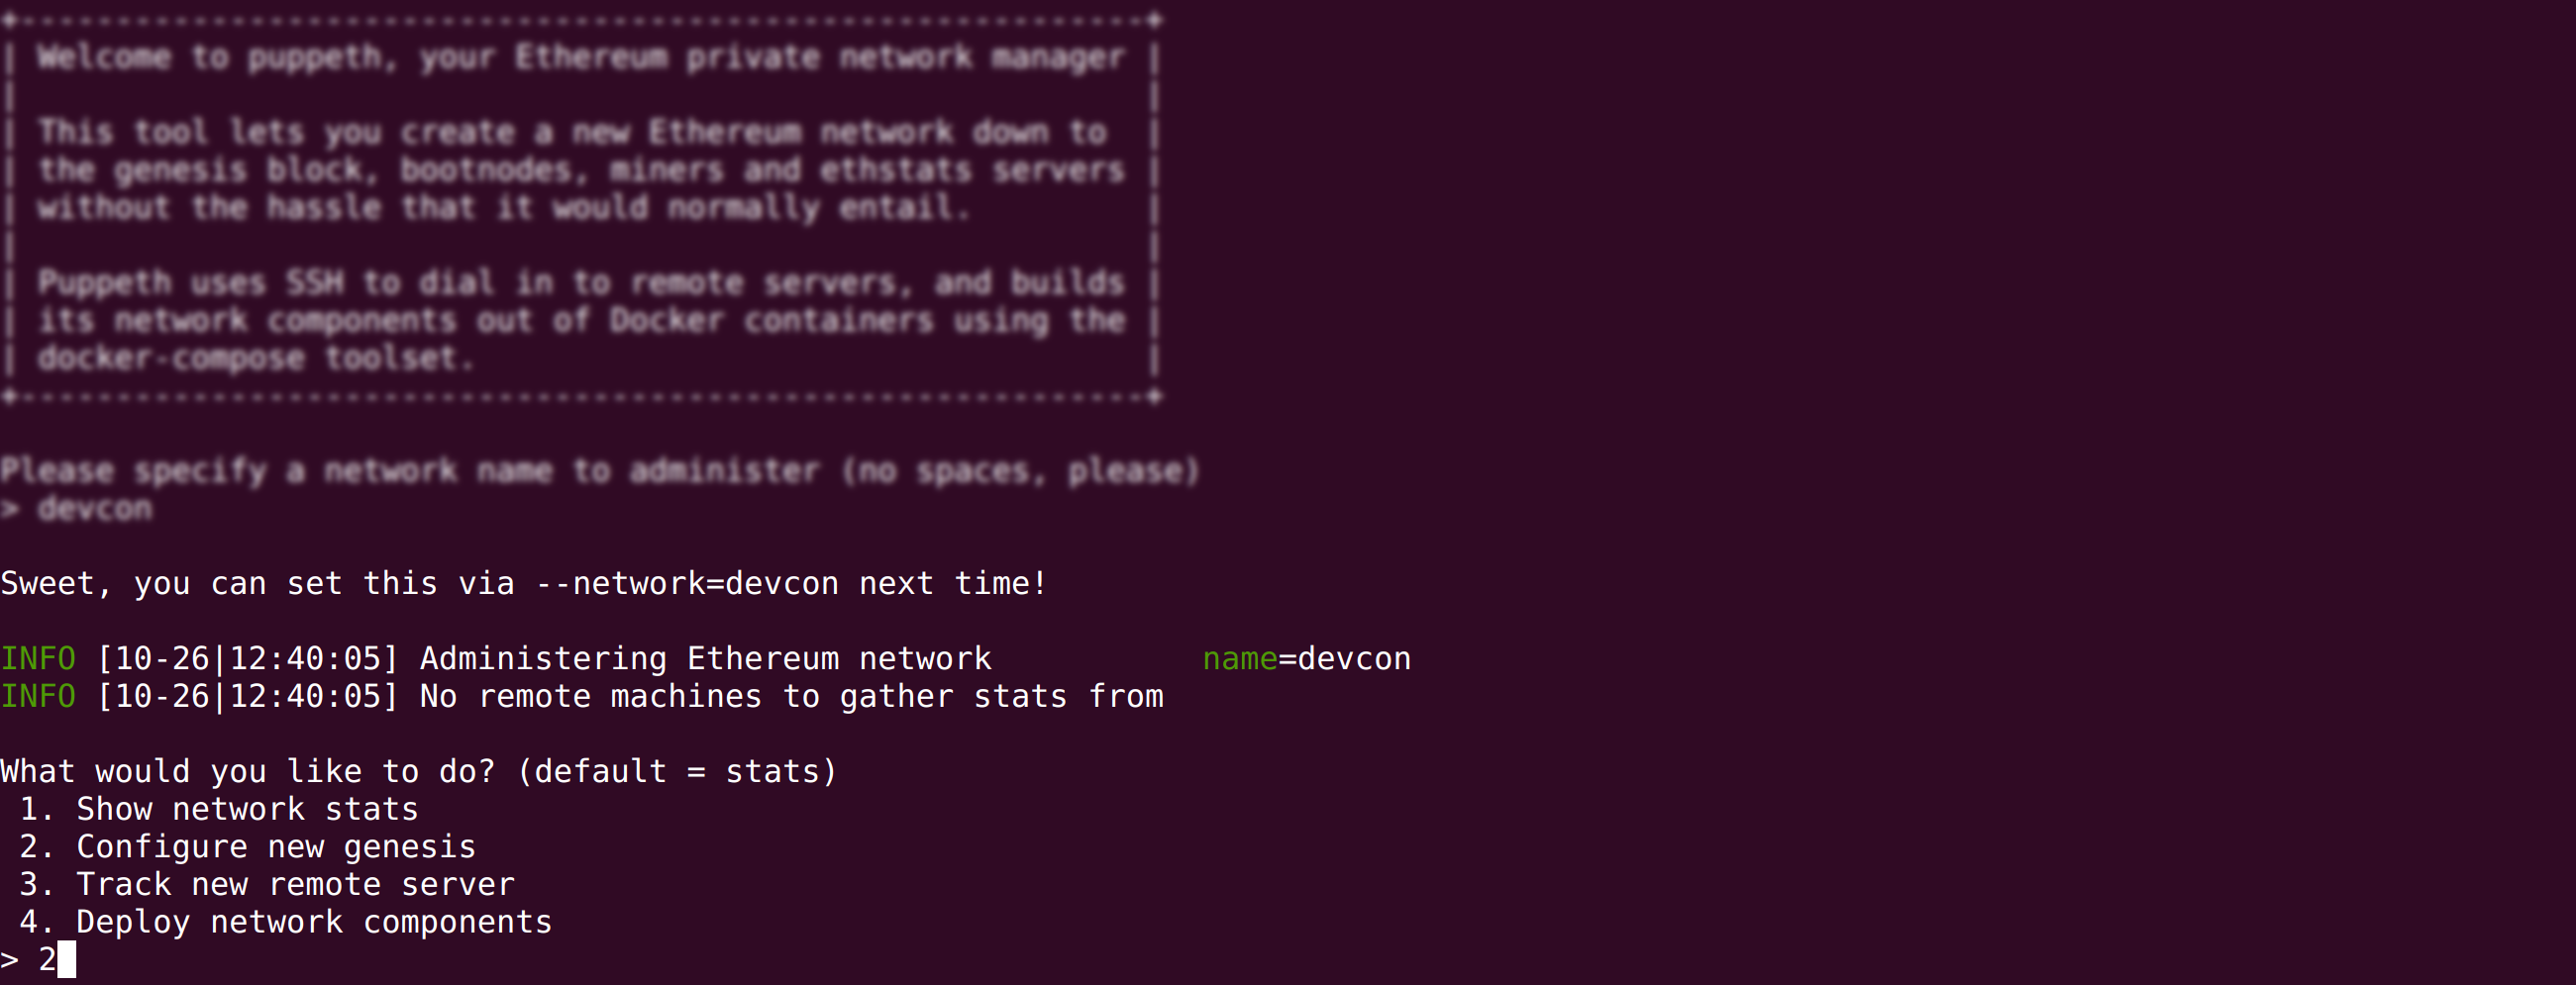 +-----------------------------------------------------------+
| Welcome to puppeth, your Ethereum private network manager |
|                                                           |
| This tool lets you create a new Ethereum network down to  |
| the genesis block, bootnodes, miners and ethstats servers |
| without the hassle that it would normally entail.         |
|                                                           |
| Puppeth uses SSH to dial in to remote servers, and builds |
| its network components out of Docker containers using the |
| docker-compose toolset.                                   |
+-----------------------------------------------------------+
Please specify a network name to administer (no spaces, please)
> devcon
Sweet, you can set this via --network=devcon next time!
INFO [10-26|12:40:05] Administering Ethereum network           name=devcon
INFO [10-26|12:40:05] No remote machines to gather stats from
What would you like to do? (default = stats)
 1. Show network stats
 2. Configure new genesis
 3. Track new remote server
 4. Deploy network components
> 2